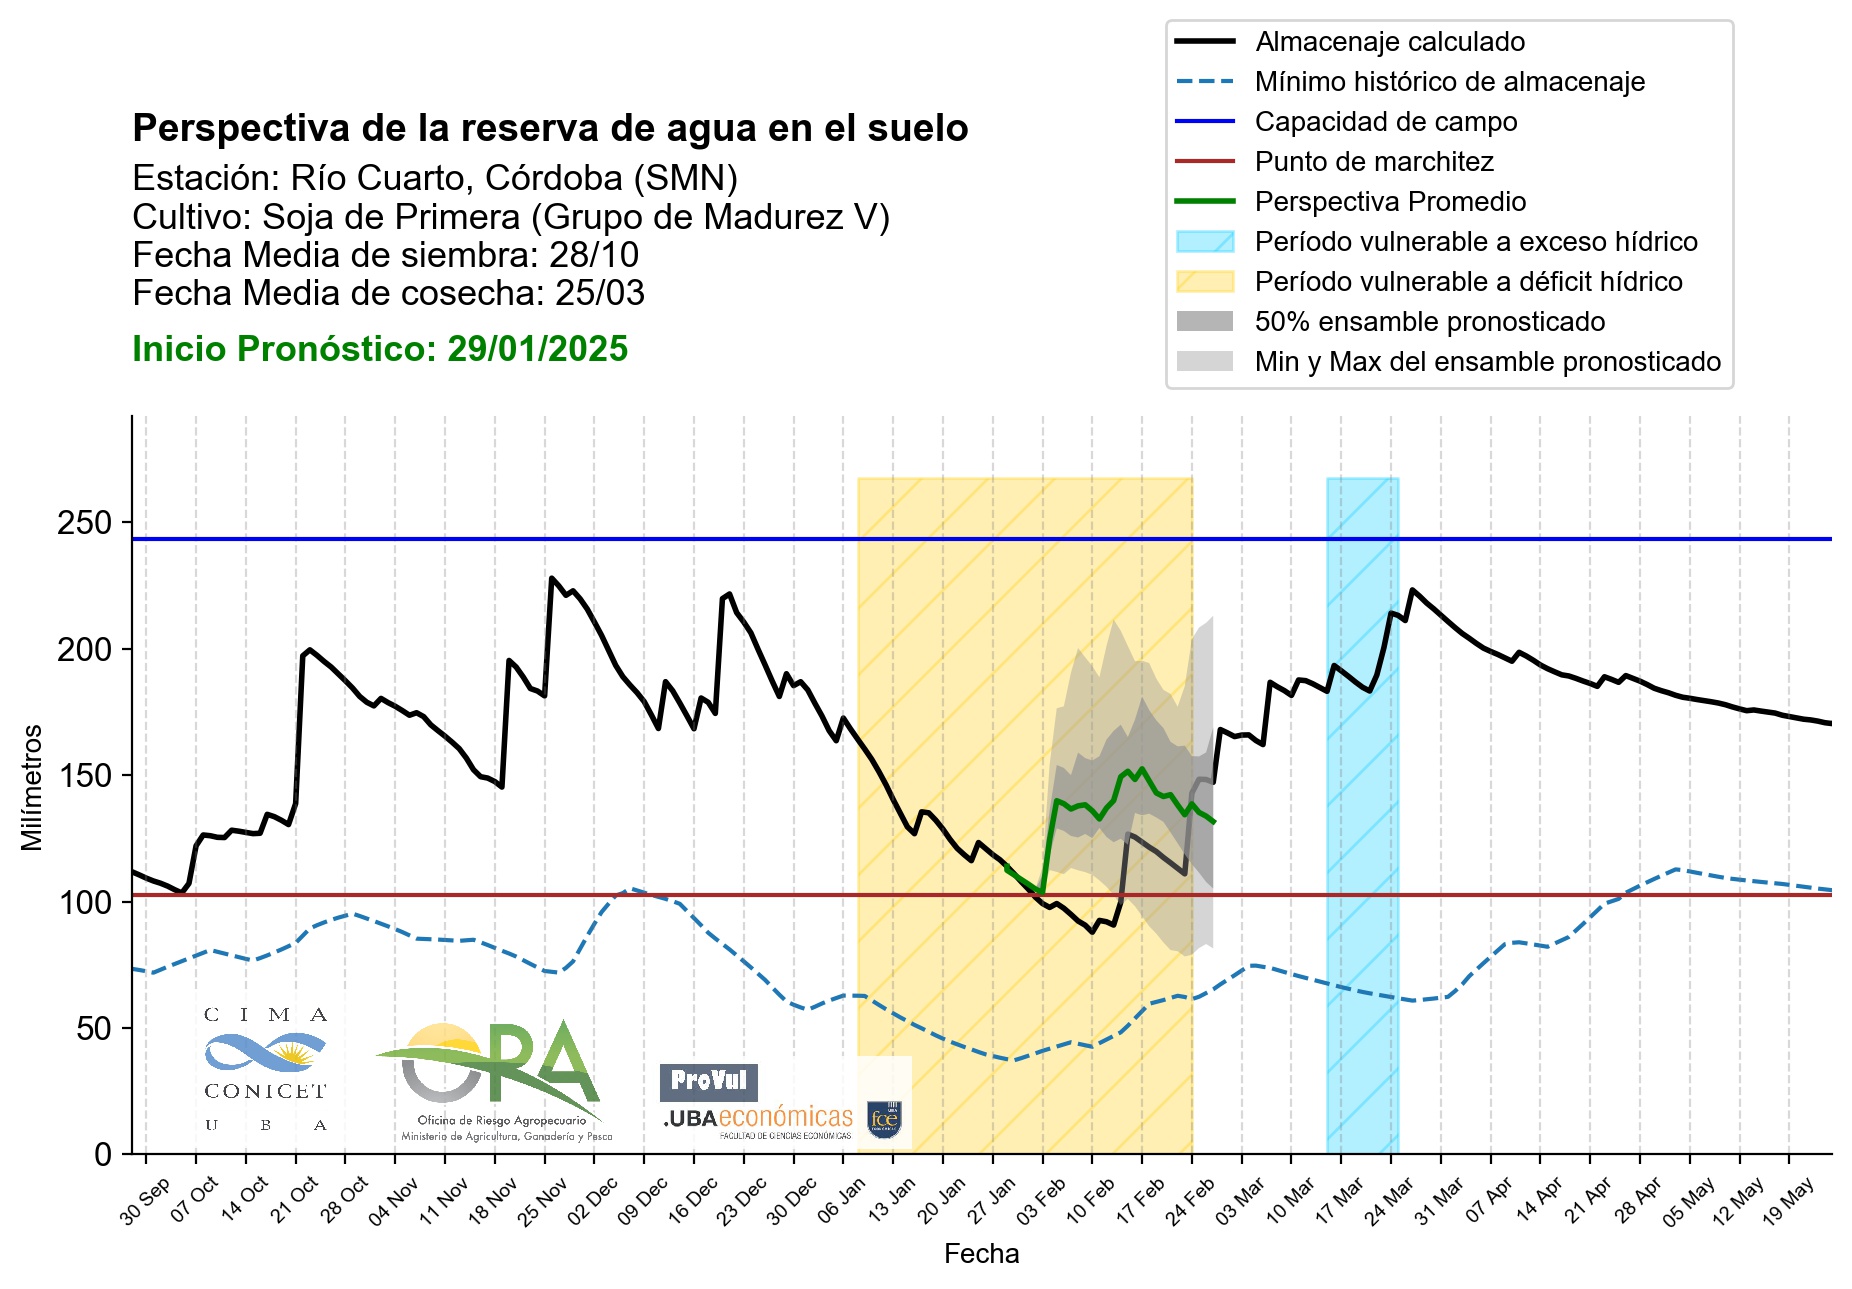 Almacenaje calculado
Mínimo histórico de almacenaje
Capacidad de campo
Punto de marchitez
Perspectiva Promedio
Período vulnerable a exceso hídrico
Período vulnerable a déficit hídrico
50% ensamble pronosticado
Min y Max del ensamble pronosticado
Perspectiva de la reserva de agua en el suelo
Estación: Río Cuarto, Córdoba (SMN)
Cultivo: Soja de Primera (Grupo de Madurez V)
Fecha Media de siembra: 28/10
Fecha Media de cosecha: 25/03
Inicio Pronóstico: 29/01/2025
Milímetros
250
200
150
100
50
0
CIMA
CONICET
UBA
ORA
Oficina de Riesgo Agropecuario
Ministerio de Agricultura, Ganadería y Pesca
ProVul
.UBAeconómicas
FACULTAD DE CIENCIAS ECONÓMICAS
fce
30 Sep
07 Oct
14 Oct
21 Oct
28 Oct
04 Nov
11 Nov
18 Nov
25 Nov
02 Dec
09 Dec
16 Dec
23 Dec
30 Dec
06 Jan
13 Jan
20 Jan
27 Jan
03 Feb
10 Feb
17 Feb
24 Feb
03 Mar
10 Mar
17 Mar
24 Mar
31 Mar
07 Apr
14 Apr
21 Apr
28 Apr
05 May
12 May
19 May
Fecha